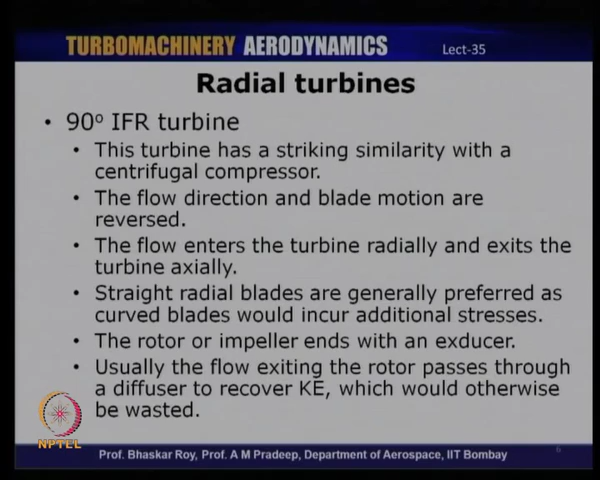 TURBOMACHINERY AERODYNAMICS Lect-35
Radial turbines
• 90° IFR turbine
• This turbine has a striking similarity with a
centrifugal compressor.
• The flow direction and blade motion are
reversed.
• The flow enters the turbine radially and exits the
turbine axially.
• Straight radial blades are generally preferred as
curved blades would incur additional stresses.
• The rotor or impeller ends with an exducer.
• Usually the flow exiting the rotor passes through
a diffuser to recover KE, which would otherwise
be wasted.
NPTEL
Prof. Bhaskar Roy, Prof. A M Pradeep, Department of Aerospace, IIT Bombay
6